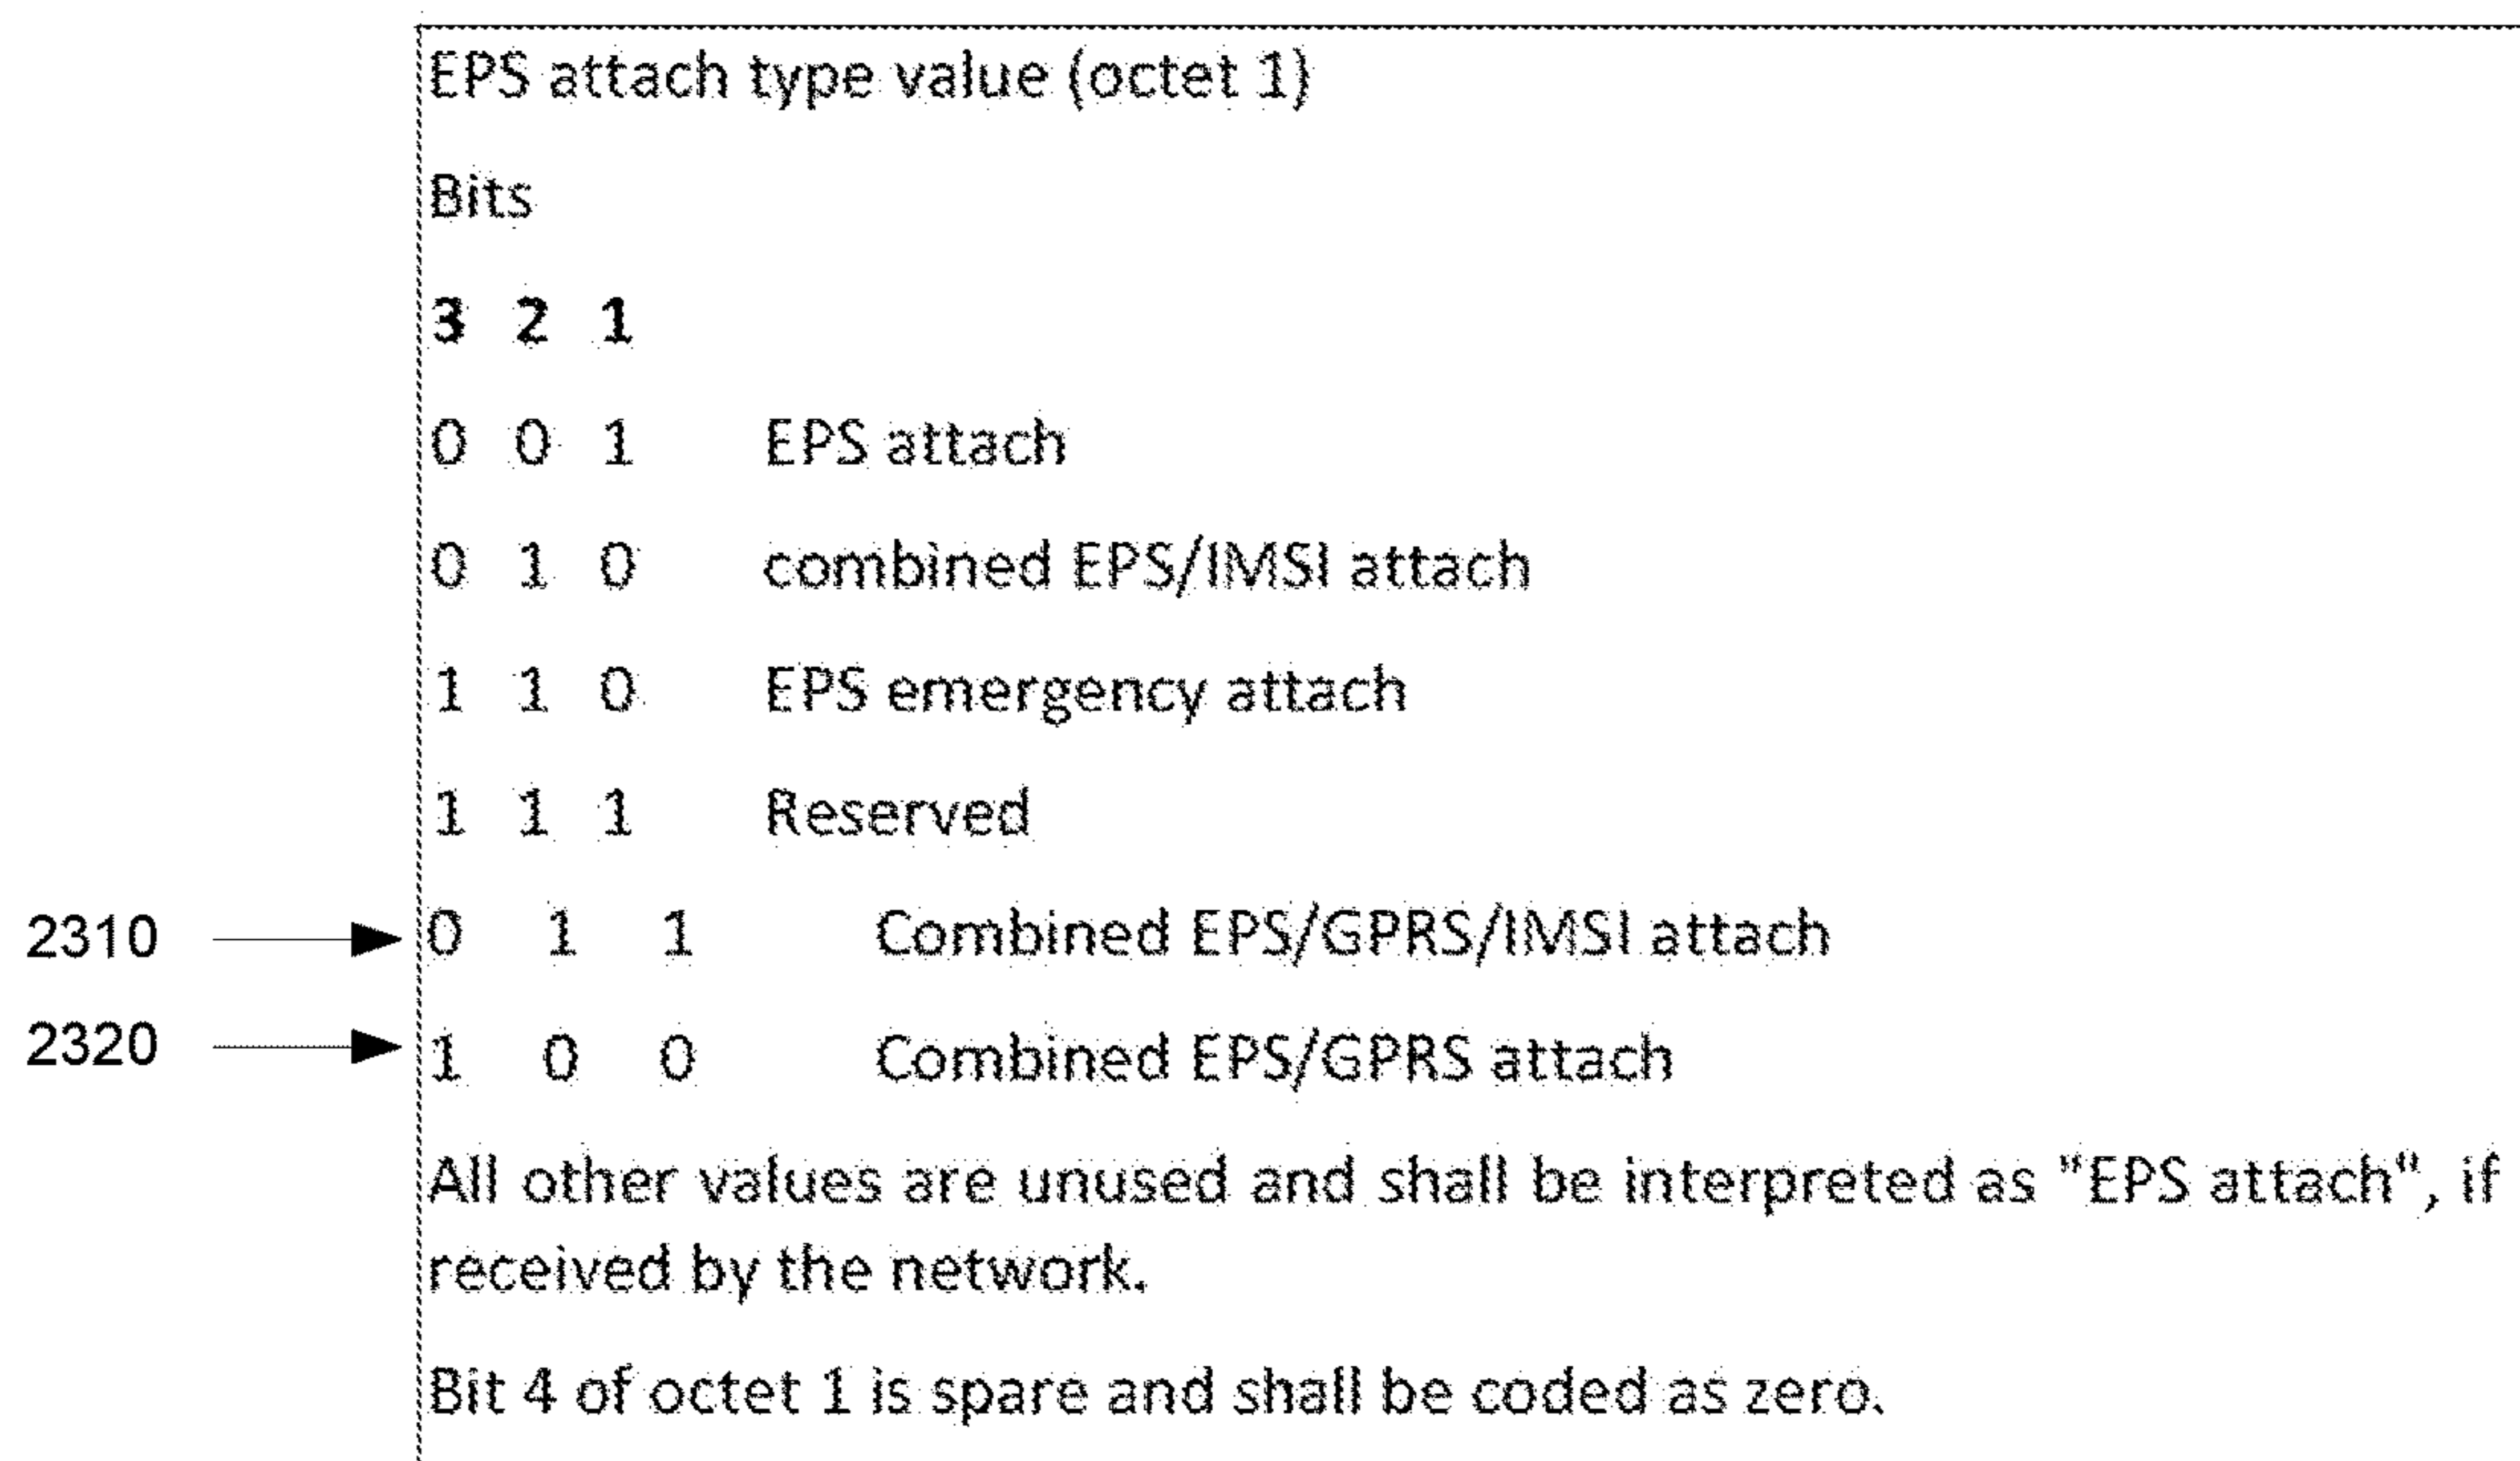 EPS attach type value (octet 1)
Bits
3 2 1
0 0 1 EPS attach
0 1 0 combined EPS/IMSI attach
1 1 0 EPS emergency attach
1 1 1 Reserved
2310 0 1 1 Combined EPS/GPRS/IMSI attach
2320 1 0 0 Combined EPS/GPRS attach
All other values are unused and shall be interpreted as "EPS attach", if
received by the network.
Bit 4 of octet 1 is spare and shall be coded as zero.